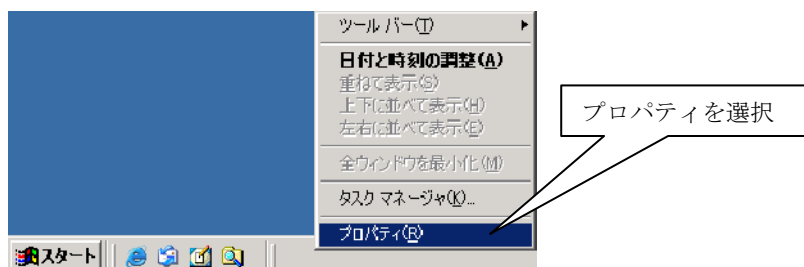 ツール バー(T)
日付と時刻の調整(A)
重ねて表示(S)
上下に並べて表示(H)
左右に並べて表示(E)
全ウィンドウを最小化(M)
タスク マネージャ(K)...
プロパティ(R)
プロパティを選択
スタート